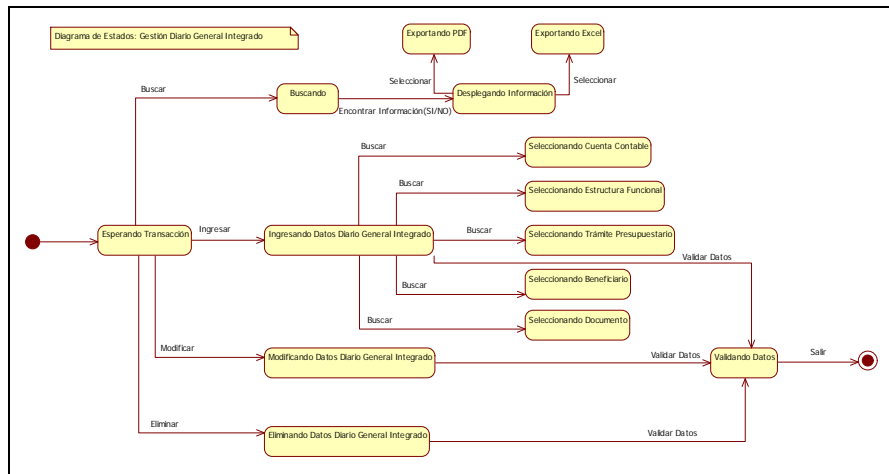 Diagrama de Estados: Gestión Diario General Integrado
Exportando PDF
Exportando Excel
Seleccionar
Seleccionar
Buscar
Buscando
Desplegando Información
Encontrar Información(SI/NO)
Buscar
Seleccionando Cuenta Contable
Buscar
Seleccionando Estructura Funcional
Esperando Transacción
Ingresar
Ingresando Datos Diario General Integrado
Buscar
Seleccionando Trámite Presupuestario
Validar Datos
Buscar
Seleccionando Beneficiario
Buscar
Seleccionando Documento
Modificar
Modificando Datos Diario General Integrado
Validar Datos
Validando Datos
Salir
Eliminar
Eliminando Datos Diario General Integrado
Validar Datos